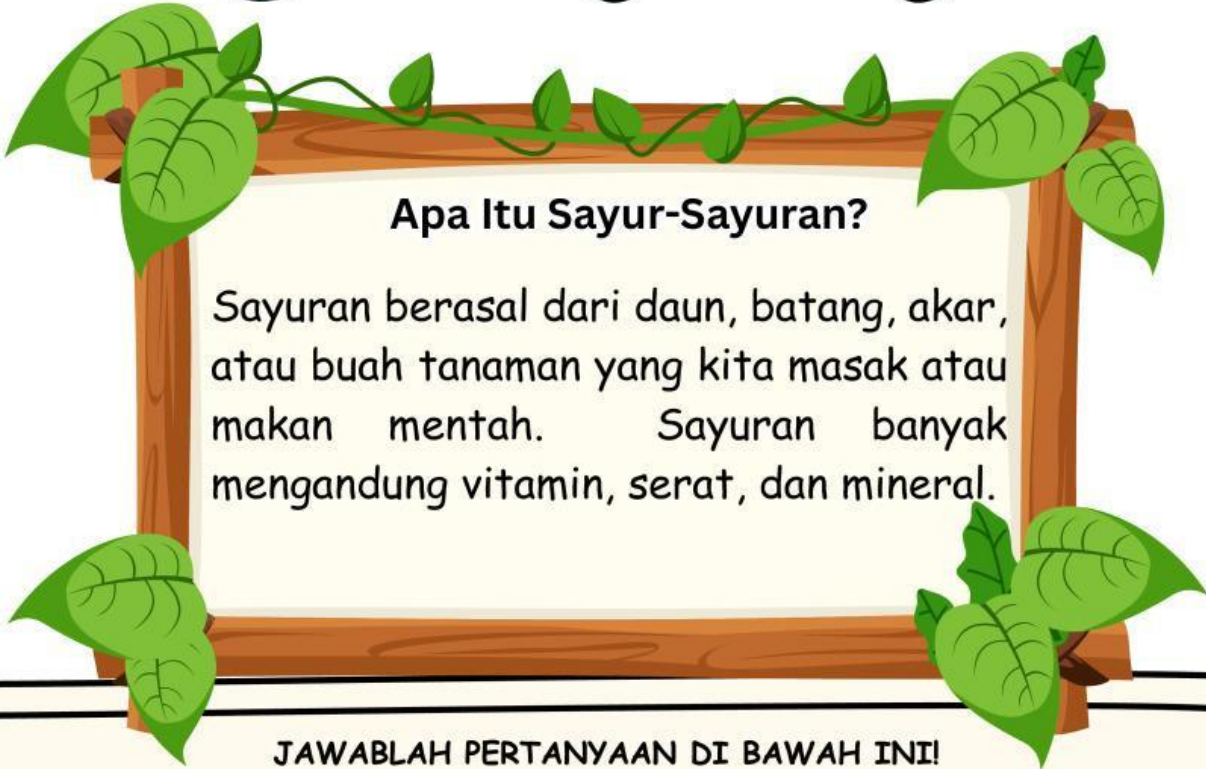 Apa Itu Sayur-Sayuran?
Sayuran berasal dari daun, batang, akar,
atau buah tanaman yang kita masak atau
makan mentah. Sayuran banyak
mengandung vitamin, serat, dan mineral.
JAWABLAH PERTANYAAN DI BAWAH INI!